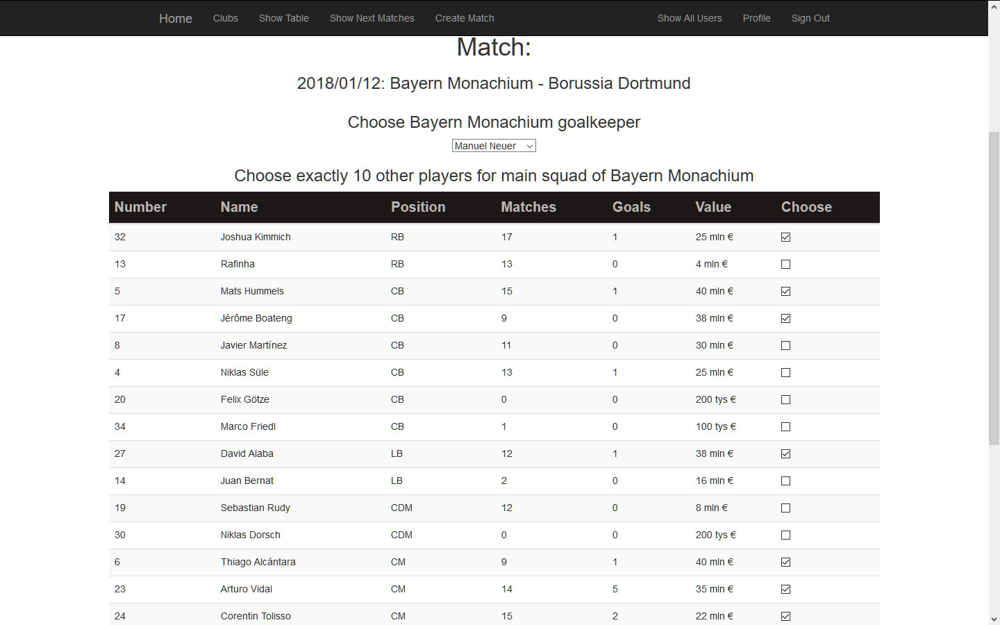 Home Clubs Show Table Show Next Matches Create Match Show All Users Profile Sign Out
Match:
2018/01/12: Bayern Monachium - Borussia Dortmund
Choose Bayern Monachium goalkeeper
Manuel Neuer
Choose exactly 10 other players for main squad of Bayern Monachium
Number Name Position Matches Goals Value Choose
32 Joshua Kimmich RB 17 1 25 mln €
13 Rafinha RB 13 0 4 mln €
5 Mats Hummels CB 15 1 40 mln €
17 Jérôme Boateng CB 9 0 38 mln €
8 Javier Martínez CB 11 0 30 mln €
4 Niklas Süle CB 13 1 25 mln €
20 Felix Götze CB 0 0 200 tys €
34 Marco Friedl CB 1 0 100 tys €
27 David Alaba LB 12 1 38 mln €
14 Juan Bernat LB 2 0 16 mln €
19 Sebastian Rudy CDM 12 0 8 mln €
30 Niklas Dorsch CDM 0 0 200 tys €
6 Thiago Alcántara CM 9 1 40 mln €
23 Arturo Vidal CM 14 5 35 mln €
24 Corentin Tolisso CM 15 2 22 mln €